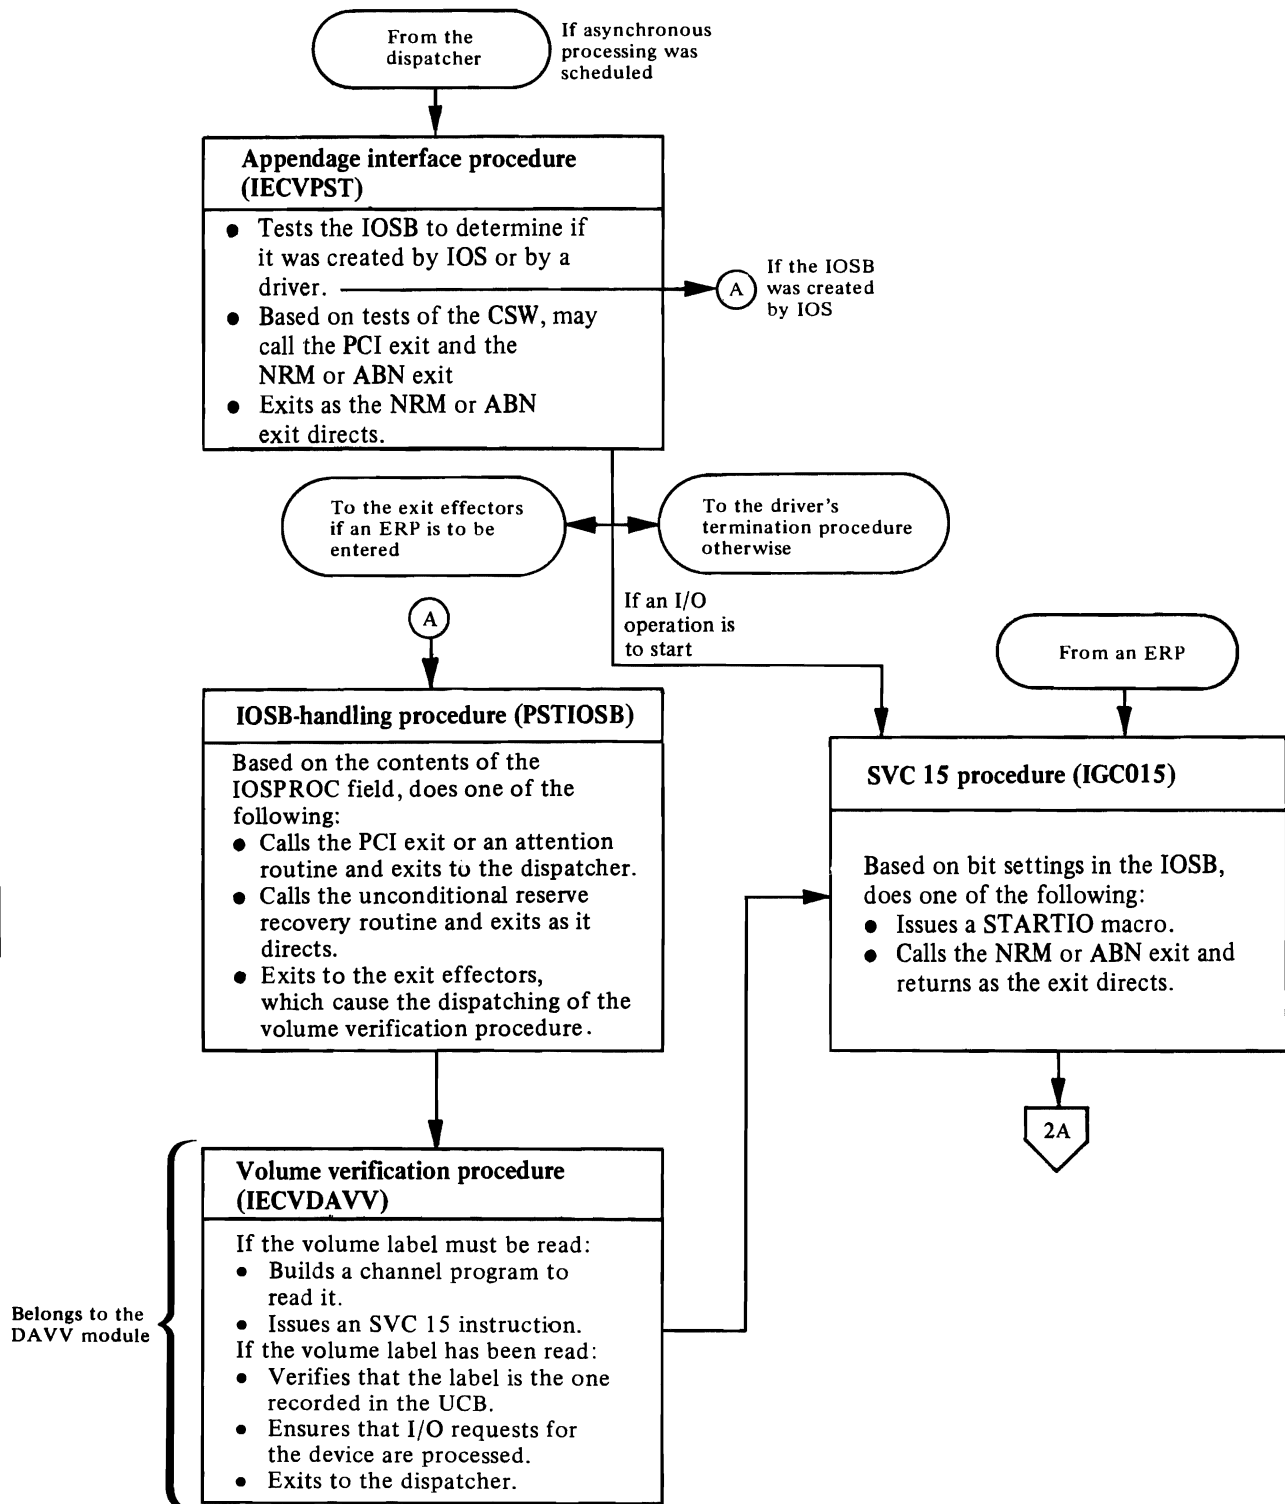 From the
dispatcher
If asynchronous
processing was
scheduled
Appendage interface procedure
(IECVPST)
● Tests the IOSB to determine if
it was created by IOS or by a
driver.
● Based on tests of the CSW, may
call the PCI exit and the
NRM or ABN exit
● Exits as the NRM or ABN
exit directs.
A
If the IOSB
was created
by IOS
To the exit effectors
if an ERP is to be
entered
To the driver's
termination procedure
otherwise
If an I/O
operation is
to start
A
From an ERP
IOSB-handling procedure (PSTIOSB)
Based on the contents of the
IOSPROC field, does one of the
following:
● Calls the PCI exit or an attention
routine and exits to the dispatcher.
● Calls the unconditional reserve
recovery routine and exits as it
directs.
● Exits to the exit effectors,
which cause the dispatching of the
volume verification procedure.
SVC 15 procedure (IGC015)
Based on bit settings in the IOSB,
does one of the following:
● Issues a STARTIO macro.
● Calls the NRM or ABN exit and
returns as the exit directs.
2A
Volume verification procedure
(IECVDAVV)
If the volume label must be read:
● Builds a channel program to
read it.
● Issues an SVC 15 instruction.
If the volume label has been read:
● Verifies that the label is the one
recorded in the UCB.
● Ensures that I/O requests for
the device are processed.
● Exits to the dispatcher.
Belongs to the
DAVV module